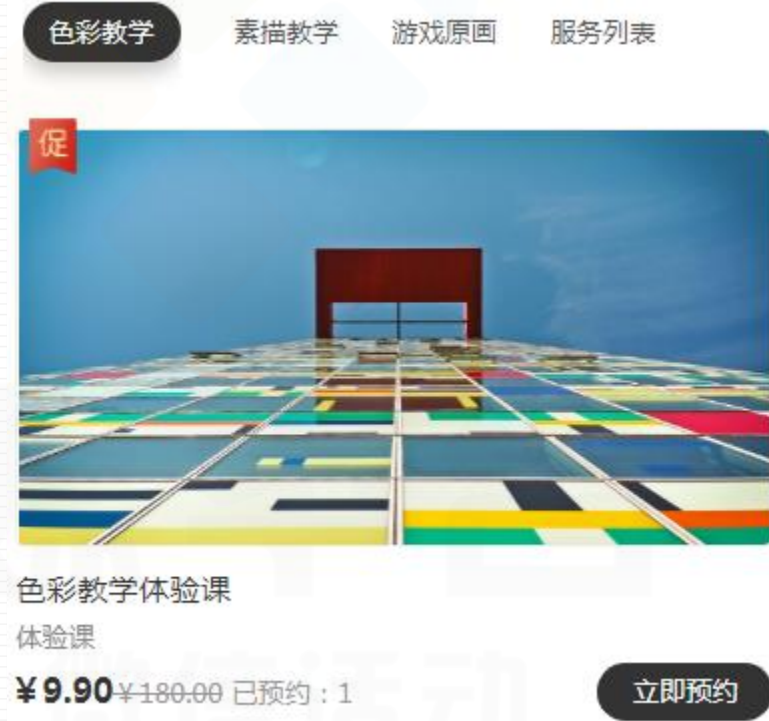 色彩教学 素描教学 游戏原画 服务列表
促
色彩教学体验课
体验课
¥9.90 ¥180.00 已预约：1
立即预约